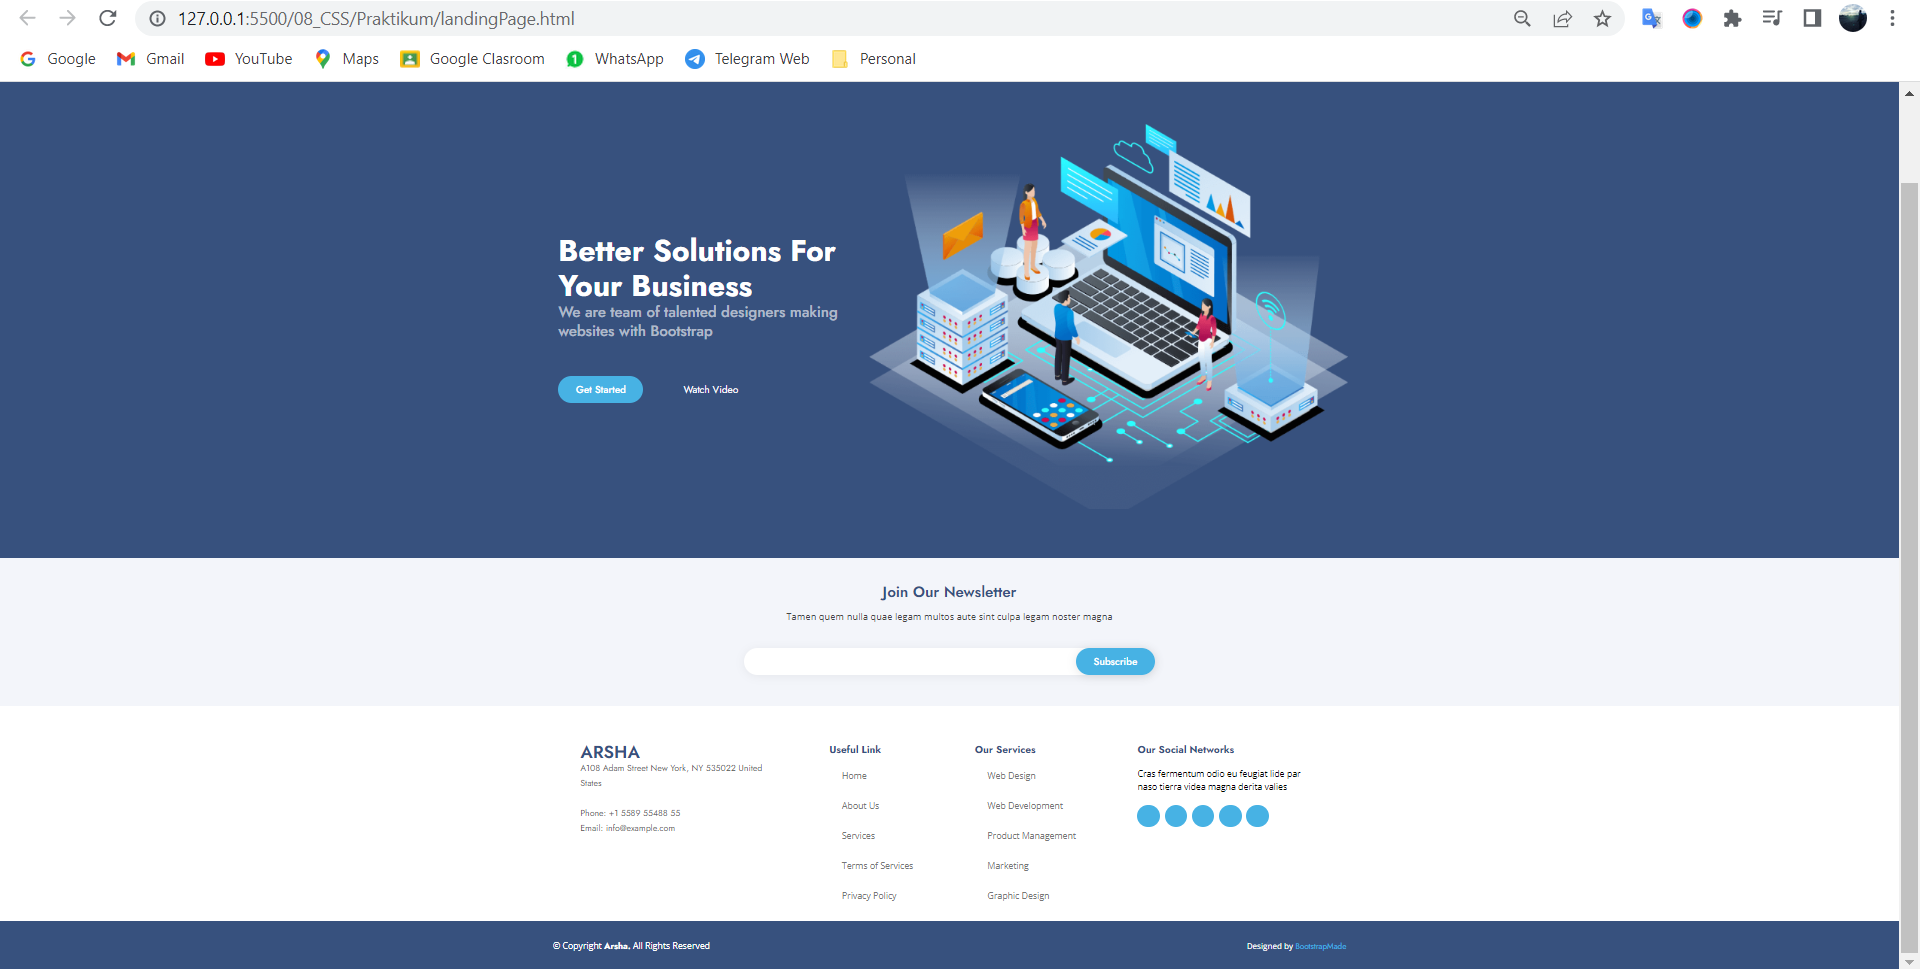 127.0.0.1:5500/08_CSS/Praktikum/landingPage.html
Google Gmail YouTube Maps Google Clasroom 1 WhatsApp Telegram Web Personal
Better Solutions For
Your Business
We are team of talented designers making
websites with Bootstrap
Get Started Watch Video
Join Our Newsletter
Tamen quem nulla quae legam multos aute sint culpa legam noster magna
Subscribe
ARSHA
A108 Adam Street New York, NY 535022 United
States
Phone: +1 5589 55488 55
Email: info@example.com
Useful Link
Home
About Us
Services
Terms of Services
Privacy Policy
Our Services
Web Design
Web Development
Product Management
Marketing
Graphic Design
Our Social Networks
Cras fermentum odio eu feugiat lide par
naso tierra videa magna derita valies
© Copyright Arsha. All Rights Reserved
Designed by BootstrapMade